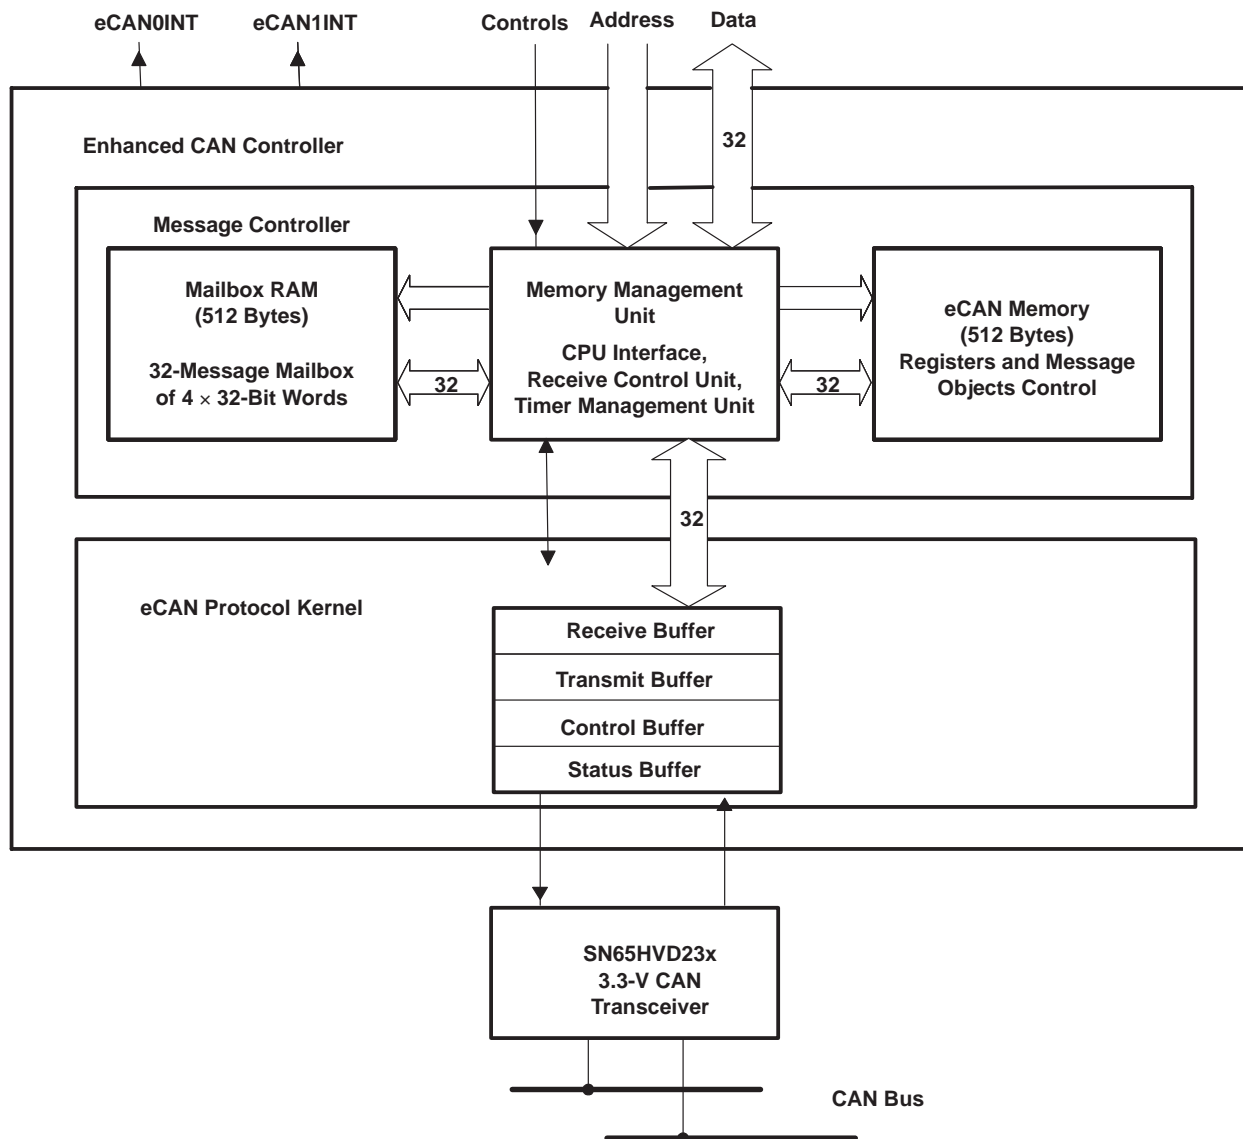 eCAN0INT
eCAN1INT
Controls
Address
Data
32
Enhanced CAN Controller
Message Controller
Mailbox RAM
(512 Bytes)
32-Message Mailbox
of 4 × 32-Bit Words
32
Memory Management
Unit
CPU Interface,
Receive Control Unit,
Timer Management Unit
32
eCAN Memory
(512 Bytes)
Registers and Message
Objects Control
32
eCAN Protocol Kernel
Receive Buffer
Transmit Buffer
Control Buffer
Status Buffer
SN65HVD23x
3.3-V CAN
Transceiver
CAN Bus